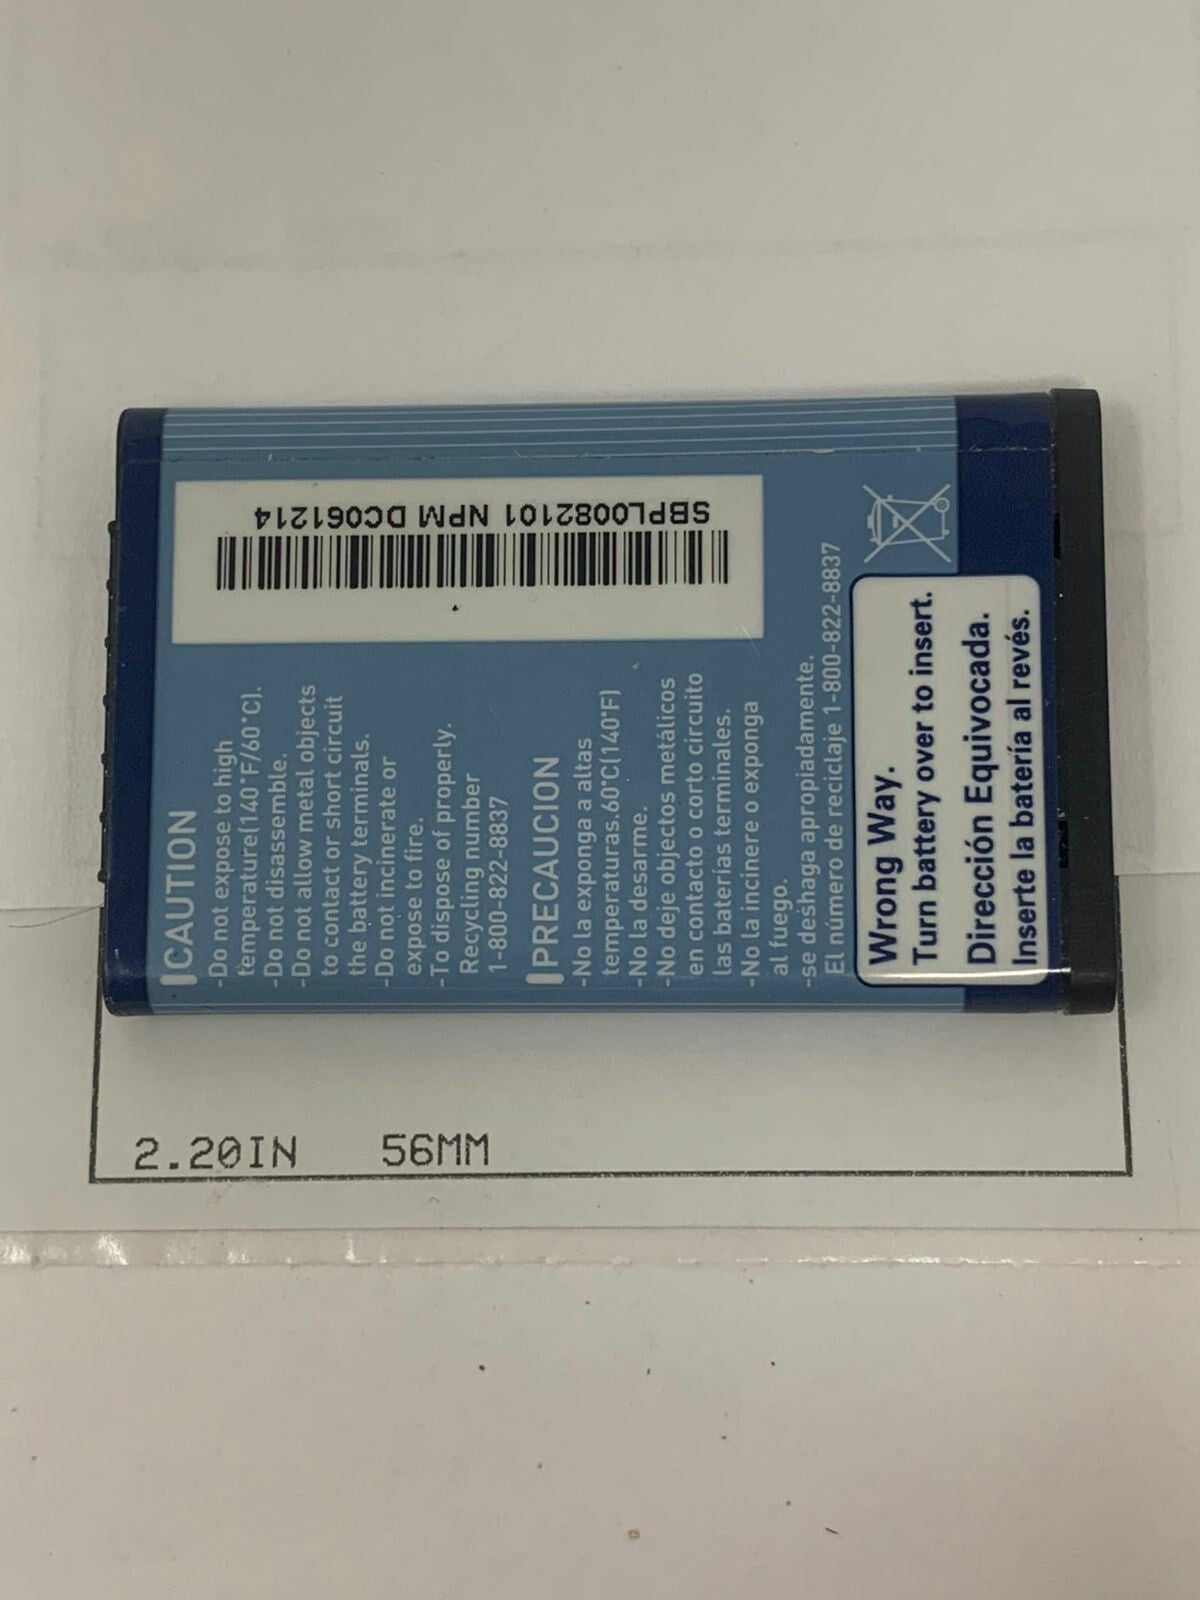 SBPL0082101 NPM DC061214
CAUTION
-Do not expose to high
temperature(140°F/60°C).
-Do not disassemble.
-Do not allow metal objects
to contact or short circuit
the battery terminals.
-Do not incinerate or
expose to fire.
-To dispose of properly.
Recycling number
1-800-822-8837
PRECAUCION
-No la exponga a altas
temperaturas.60°C(140°F)
-No la desarme.
-No deje objectos metálicos
en contacto o corto circuito
las baterías terminales.
-No la incinere o exponga
al fuego.
-se deshaga apropiadamente.
El número de reciclaje 1-800-822-8837
Wrong Way.
Turn battery over to insert.
Dirección Equivocada.
Inserte la batería al revés.
2.20IN 56MM